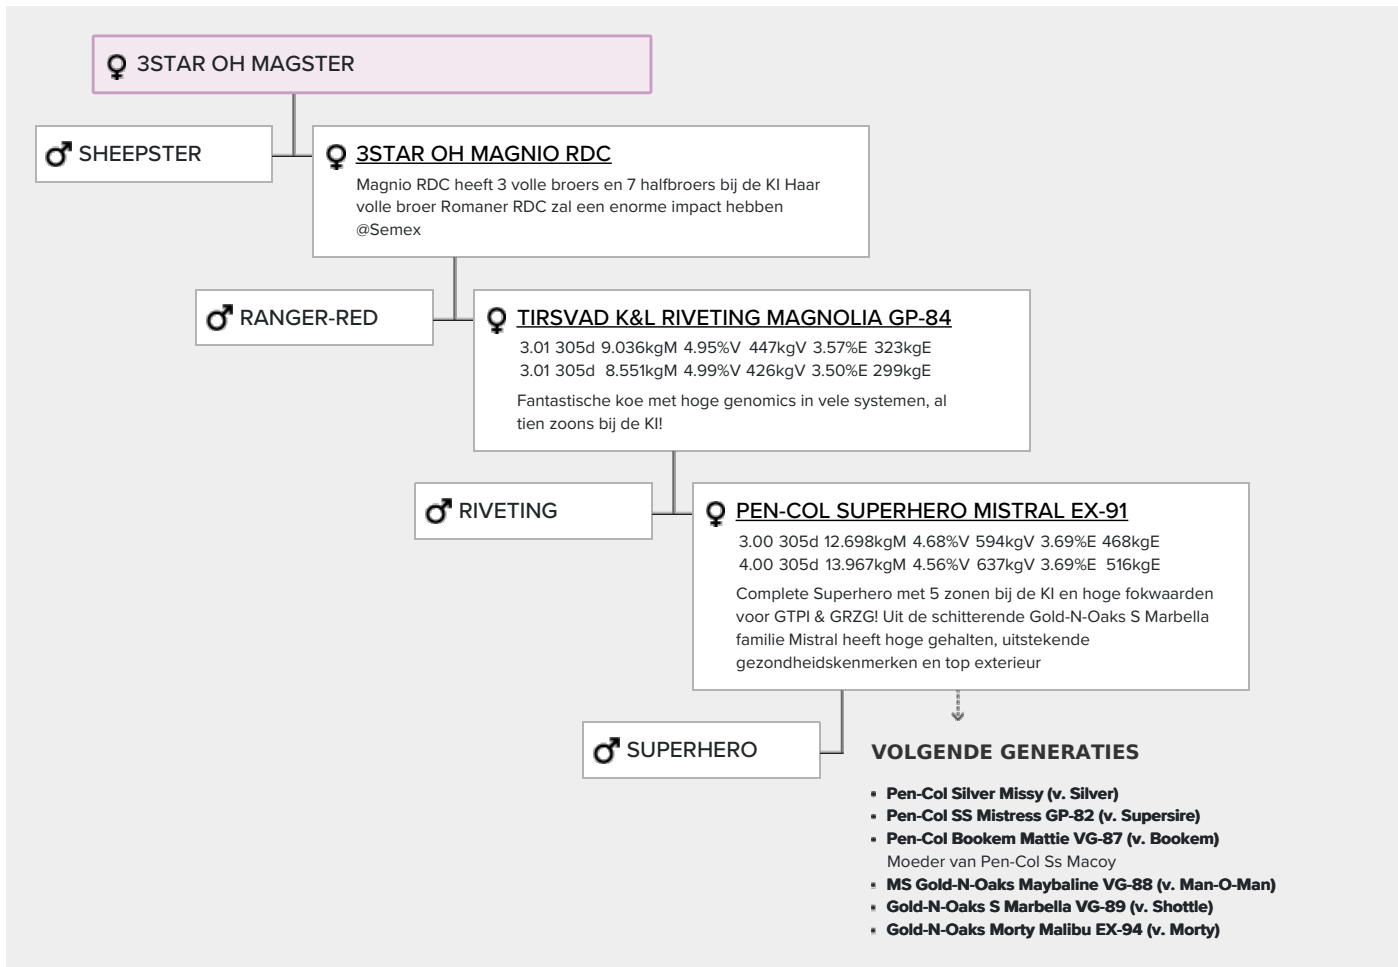 3STAR OH MAGSTER
SHEEPSTER
3STAR OH MAGNIO RDC
Magnio RDC heeft 3 volle broers en 7 halfbroers bij de KI Haar
volle broer Romaner RDC zal een enorme impact hebben
@Semex
RANGER-RED
TIRSVAD K&L RIVETING MAGNOLIA GP-84
3.01 305d 9.036kgM 4.95%V 447kgV 3.57%E 323kgE
3.01 305d 8.551kgM 4.99%V 426kgV 3.50%E 299kgE
Fantastische koe met hoge genomics in vele systemen, al
tien zoons bij de KI!
RIVETING
PEN-COL SUPERHERO MISTRAL EX-91
3.00 305d 12.698kgM 4.68%V 594kgV 3.69%E 468kgE
4.00 305d 13.967kgM 4.56%V 637kgV 3.69%E 516kgE
Complete Superhero met 5 zonen bij de KI en hoge fokwaarden
voor GTPI & GRZG! Uit de schitterende Gold-N-Oaks S Marbella
familie Mistral heeft hoge gehalten, uitstekende
gezondheidskenmerken en top exterieur
SUPERHERO
VOLGENDE GENERATIES
Pen-Col Silver Missy (v. Silver)
Pen-Col SS Mistress GP-82 (v. Supersire)
Pen-Col Bookem Mattie VG-87 (v. Bookem)
Moeder van Pen-Col Ss Macoy
MS Gold-N-Oaks Maybaline VG-88 (v. Man-O-Man)
Gold-N-Oaks S Marbella VG-89 (v. Shottle)
Gold-N-Oaks Morty Malibu EX-94 (v. Morty)